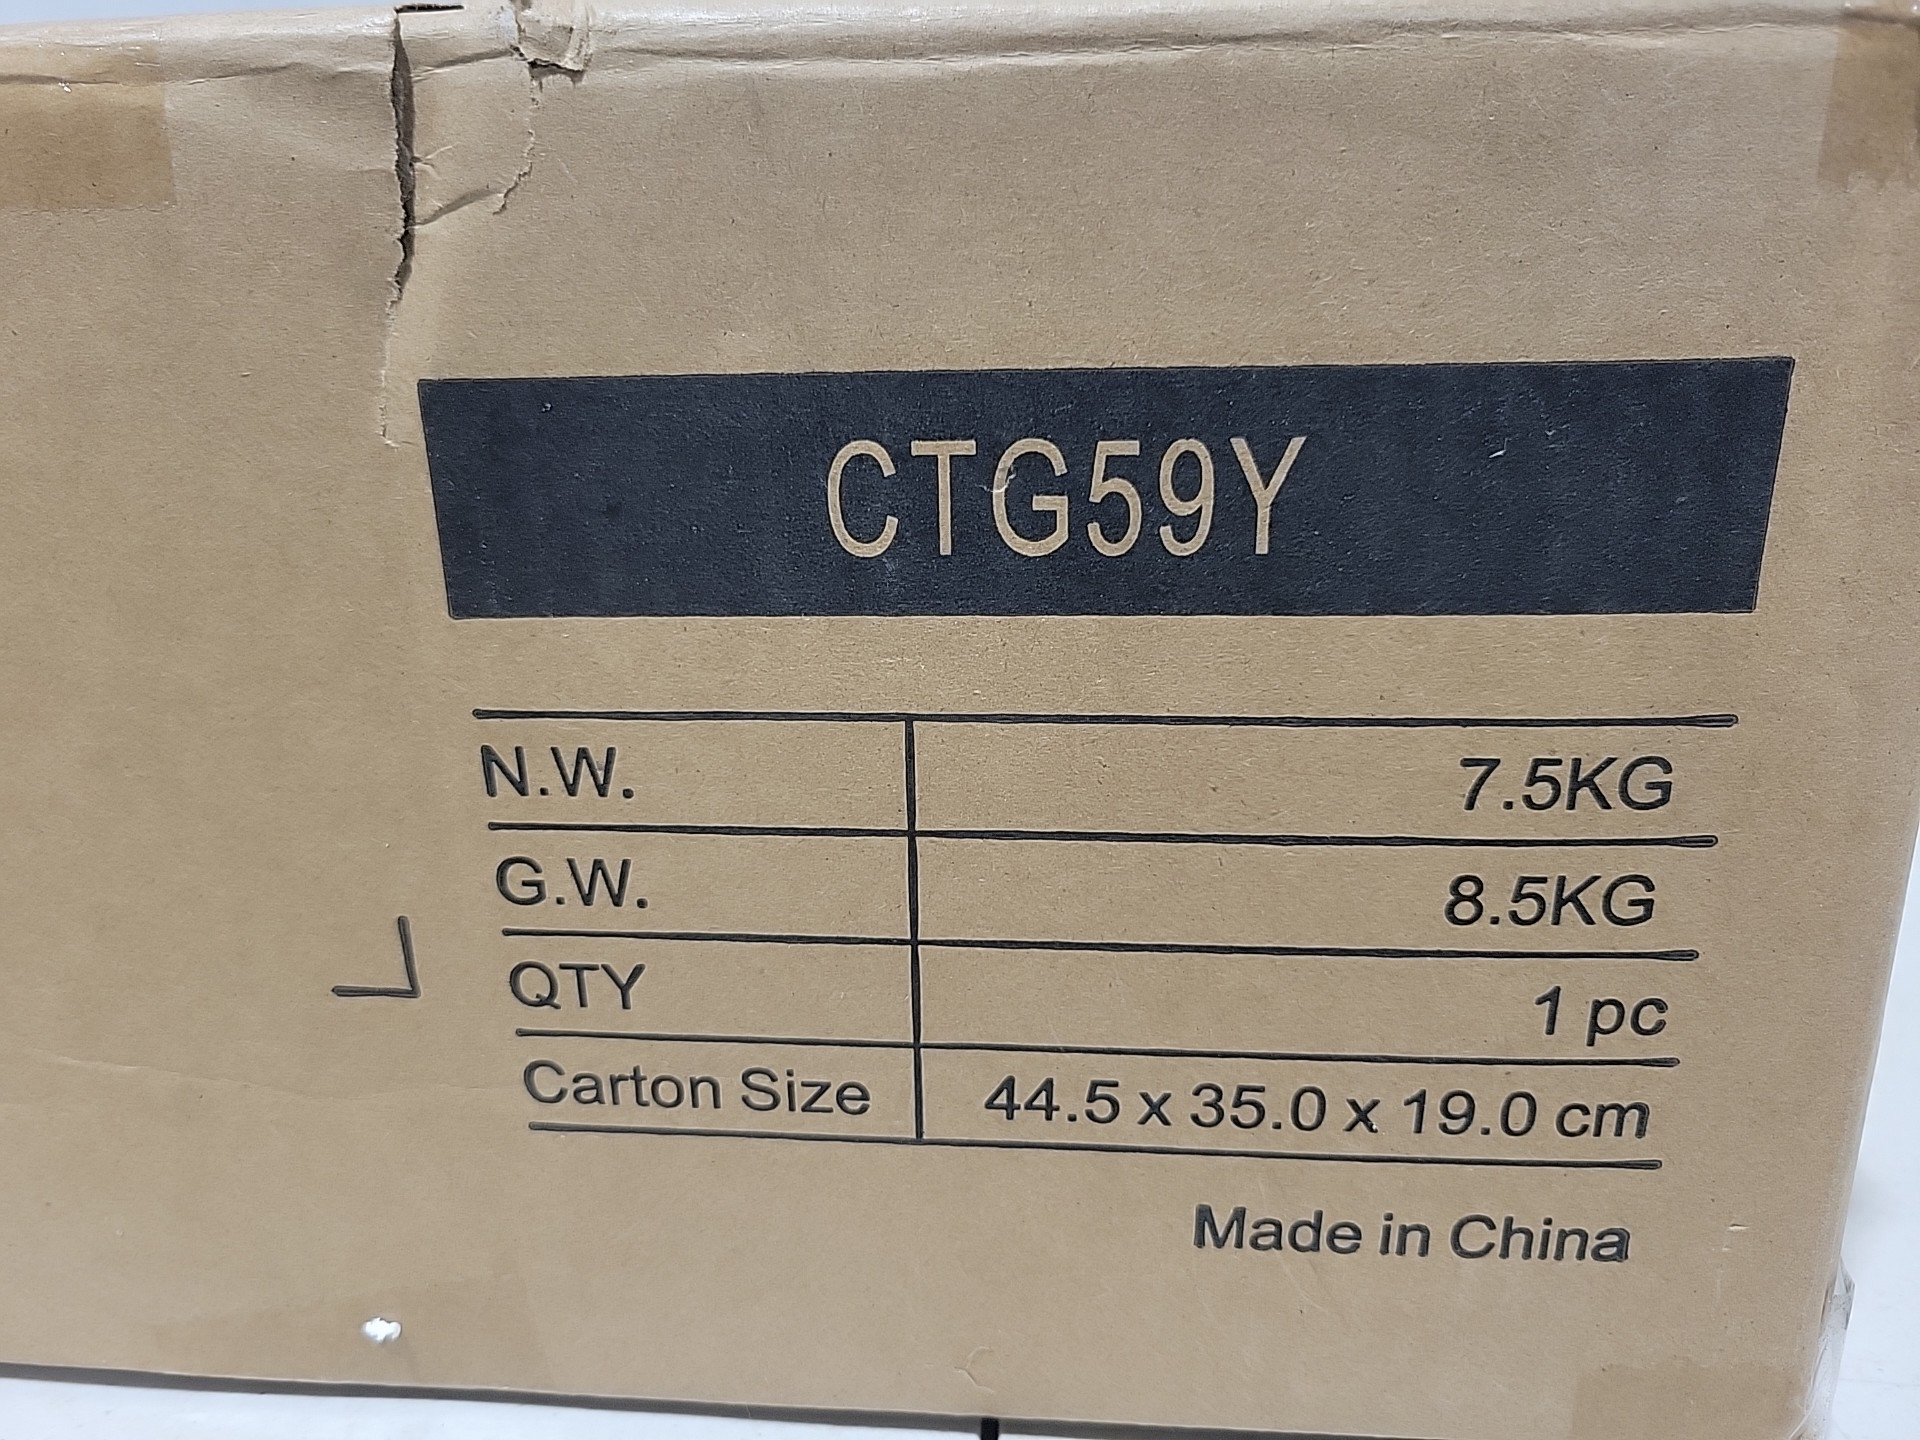 CTG59Y
N.W. 7.5KG
G.W. 8.5KG
QTY 1 pc
Carton Size 44.5 x 35.0 x 19.0 cm
Made in China